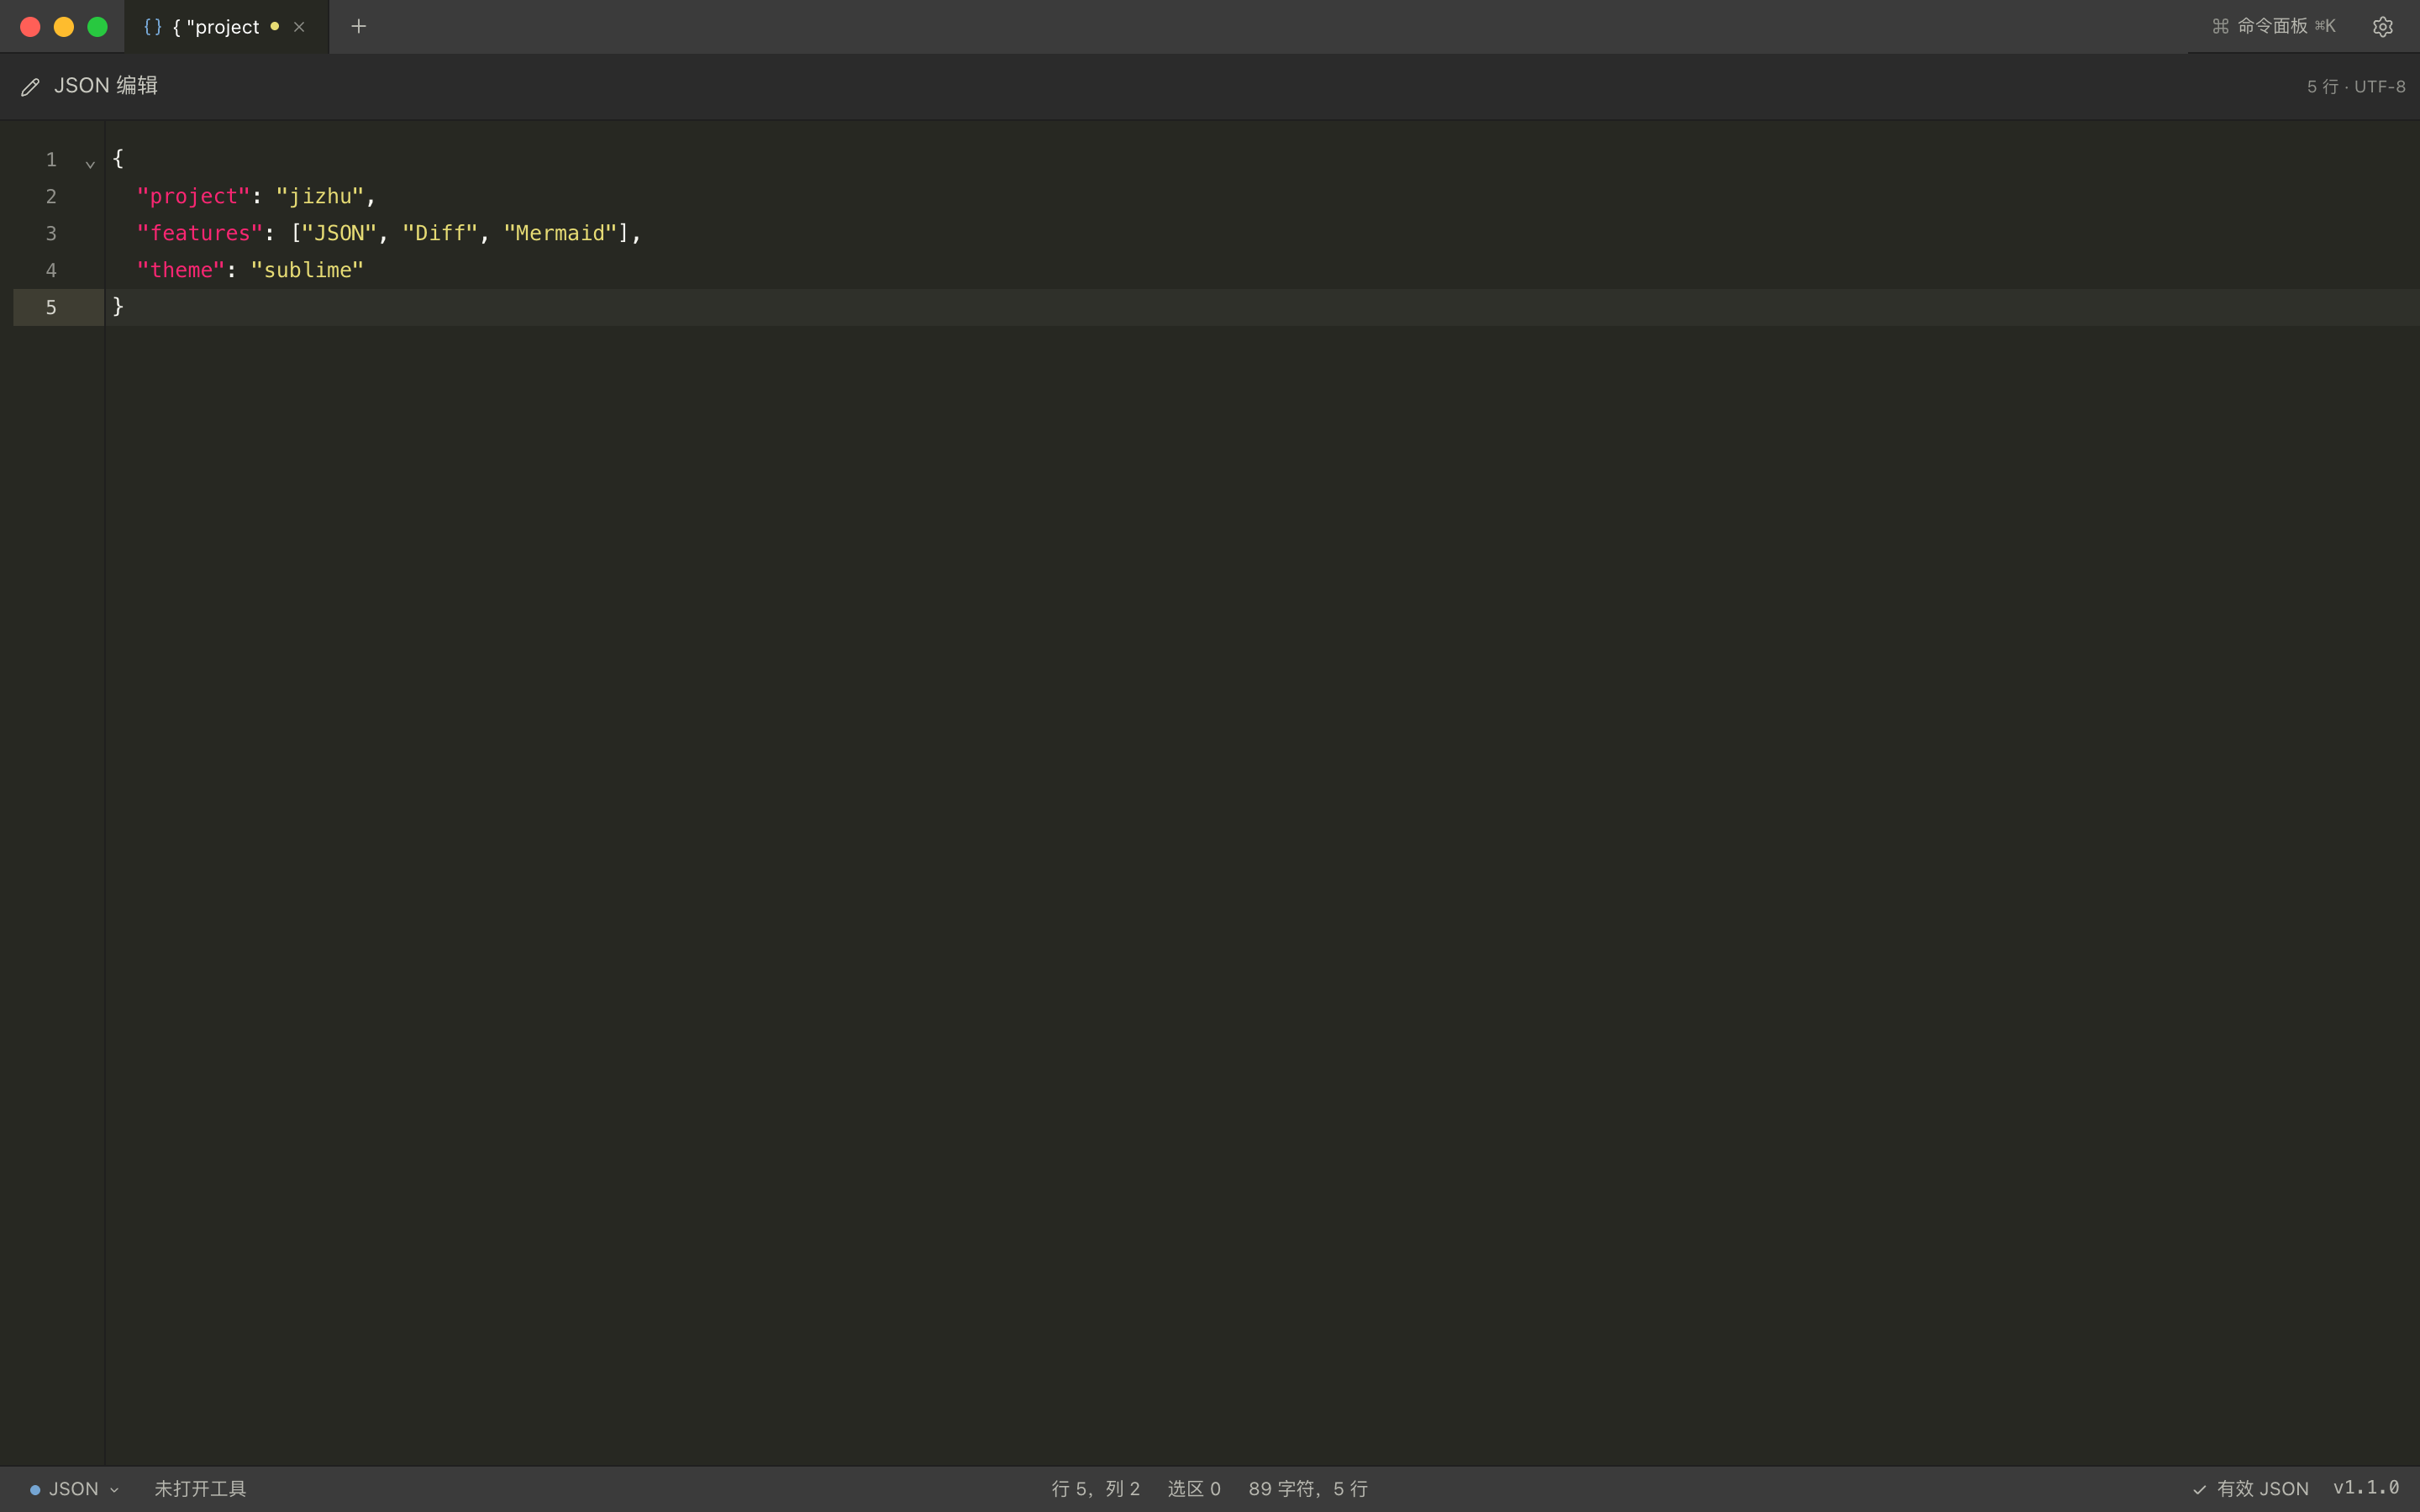 {} { "project
⌘ 命令面板 ⌘K
JSON 编辑
5 行 · UTF-8
1 {
2   "project": "jizhu",
3   "features": ["JSON", "Diff", "Mermaid"],
4   "theme": "sublime"
5 }
JSON 未打开工具 行 5，列 2 选区 0 89 字符，5 行 有效 JSON v1.1.0